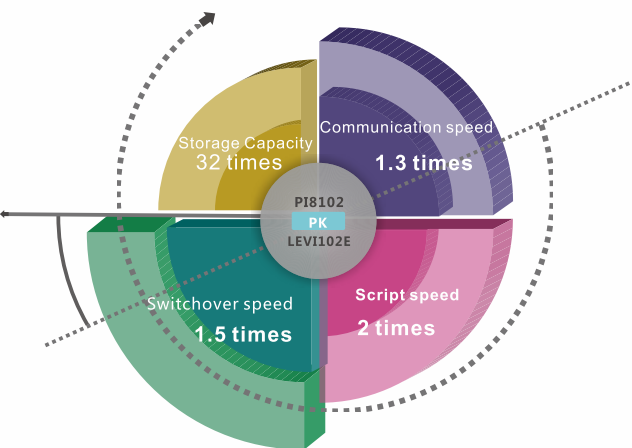 Storage Capacity
32 times
Communication speed
1.3 times
PI8102
PK
LEVI102E
Switchover speed
1.5 times
Script speed
2 times